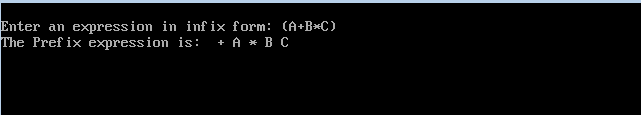 Enter an expression in infix form: (A+B*C)
The Prefix expression is:  + A * B C